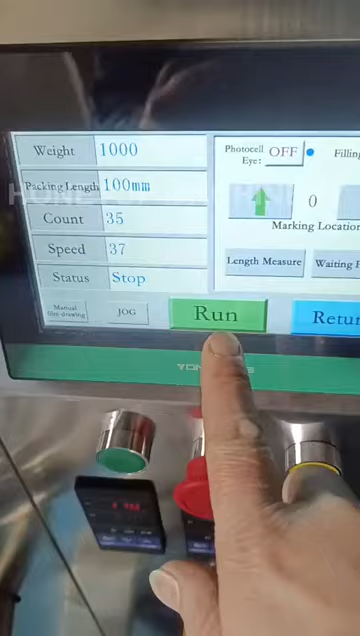 Weight 1000
Packing Length 100mm
Count 35
Speed 37
Status Stop
Photocell Eye: OFF
Filling
0
Marking Location
Length Measure
Waiting
Manual film-drawing
JOG
Run
Retur